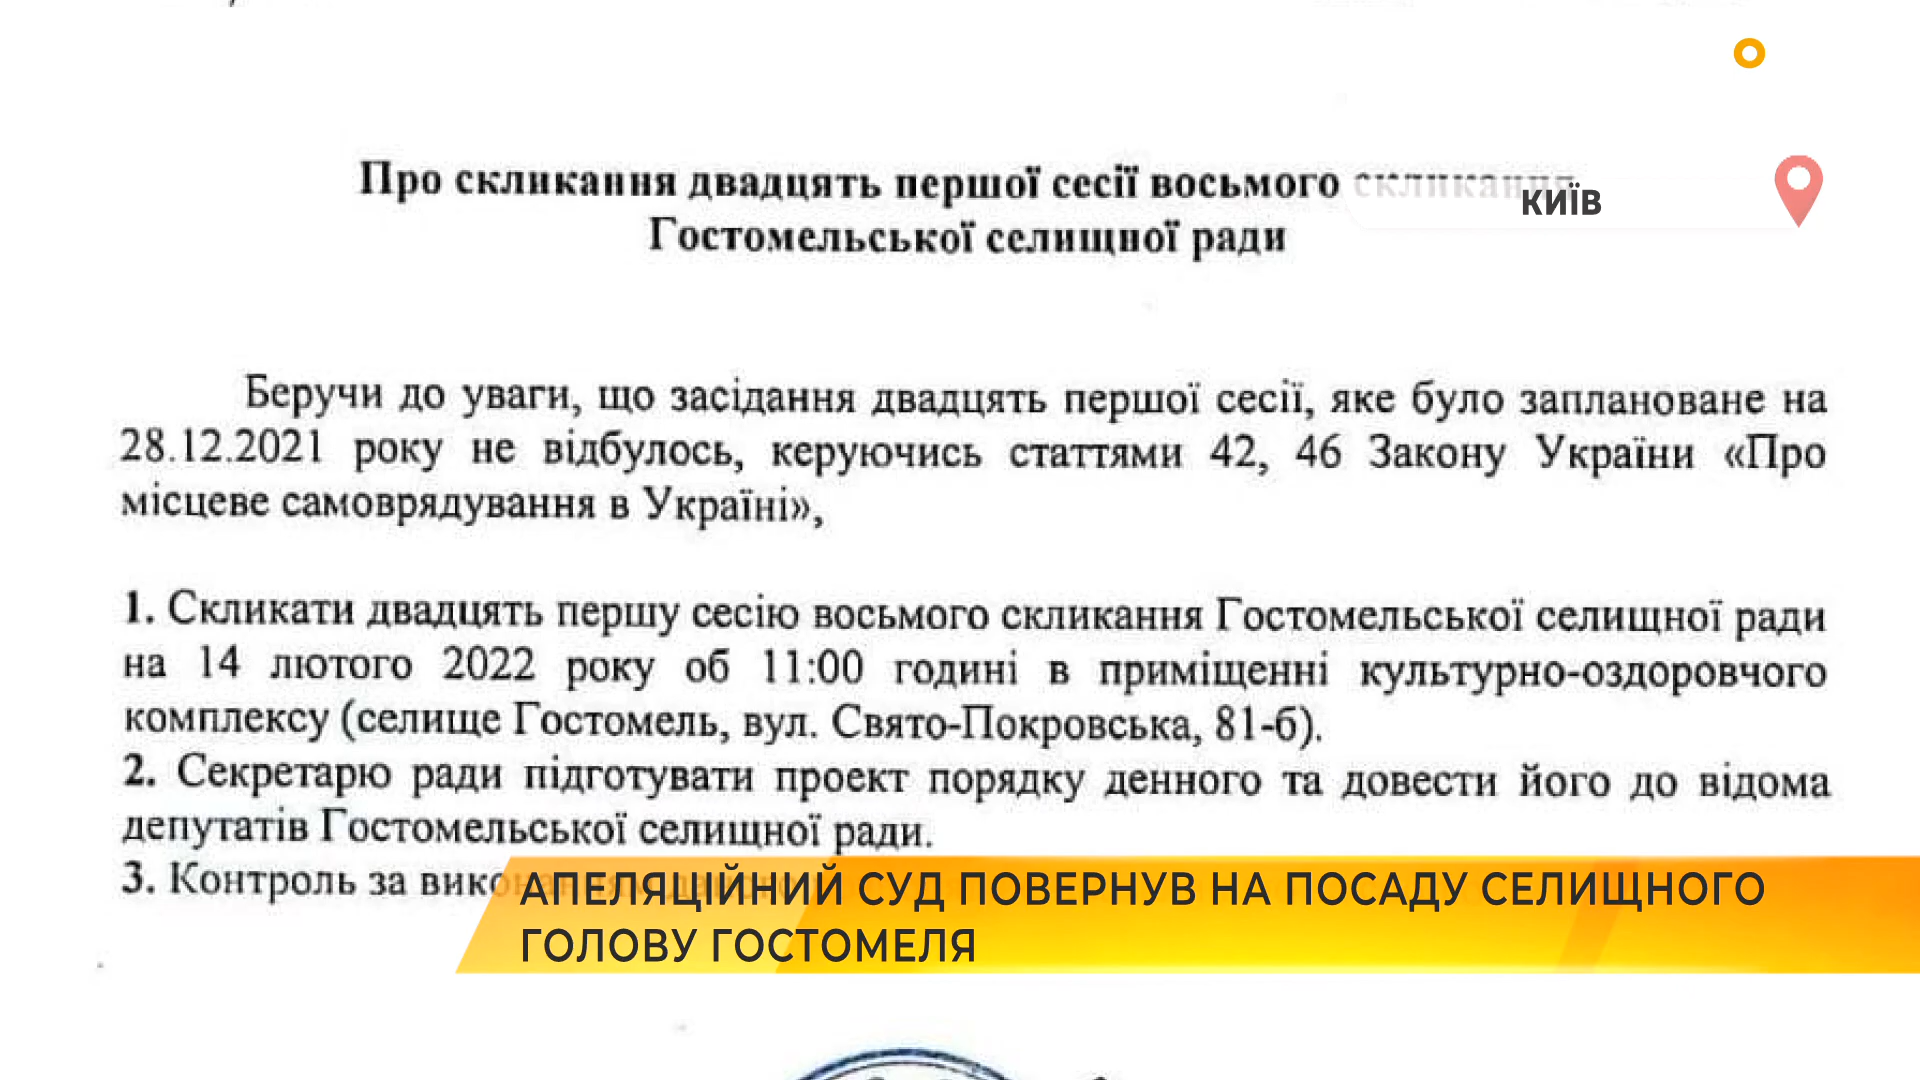 Про скликання двадцять першої сесії восьмого скликання
КИЇВ
Гостомельської селищної ради
Беручи до уваги, що засідання двадцять першої сесії, яке було заплановане на
28.12.2021 року не відбулось, керуючись статтями 42, 46 Закону України «Про
місцеве самоврядування в Україні»,
1. Скликати двадцять першу сесію восьмого скликання Гостомельської селищної ради
на 14 лютого 2022 року об 11:00 годині в приміщенні культурно-оздоровчого
комплексу (селище Гостомель, вул. Свято-Покровська, 81-б).
2. Секретарю ради підготувати проект порядку денного та довести його до відома
депутатів Гостомельської селищної ради.
3. Контроль за
АПЕЛЯЦІЙНИЙ СУД ПОВЕРНУВ НА ПОСАДУ СЕЛИЩНОГО
ГОЛОВУ ГОСТОМЕЛЯ